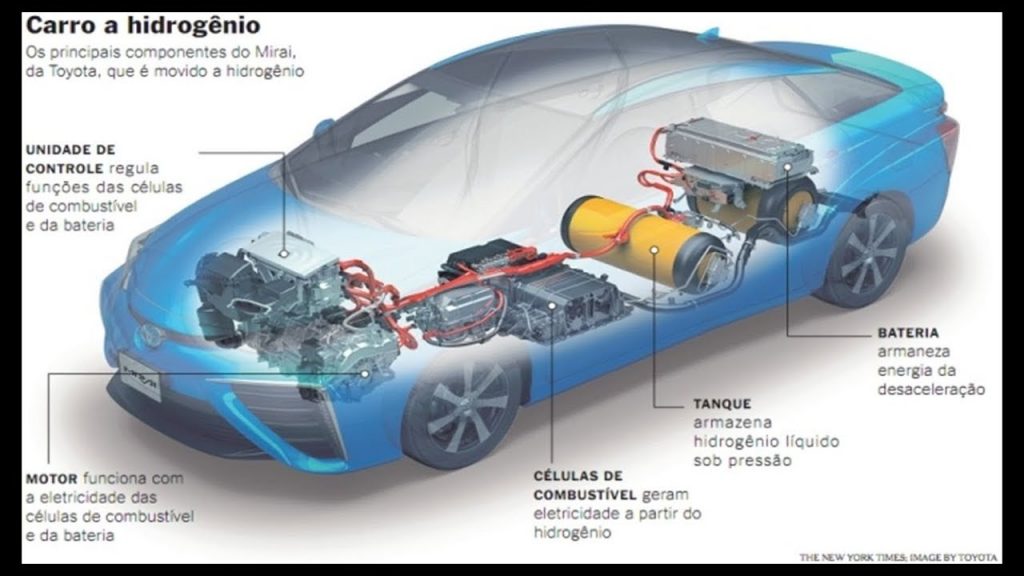 Carro a hidrogênio
Os principais componentes do Mirai,
da Toyota, que é movido a hidrogênio
UNIDADE DE
CONTROLE regula
funções das células
de combustível
e da bateria
MIRAI
BATERIA
armaneza
energia da
desaceleração
TANQUE
armazena
hidrogênio líquido
sob pressão
CÉLULAS DE
COMBUSTÍVEL geram
eletricidade a partir do
hidrogênio
MOTOR funciona com
a eletricidade das
células de combustível
e da bateria
THE NEW YORK TIMES; IMAGE BY TOYOTA